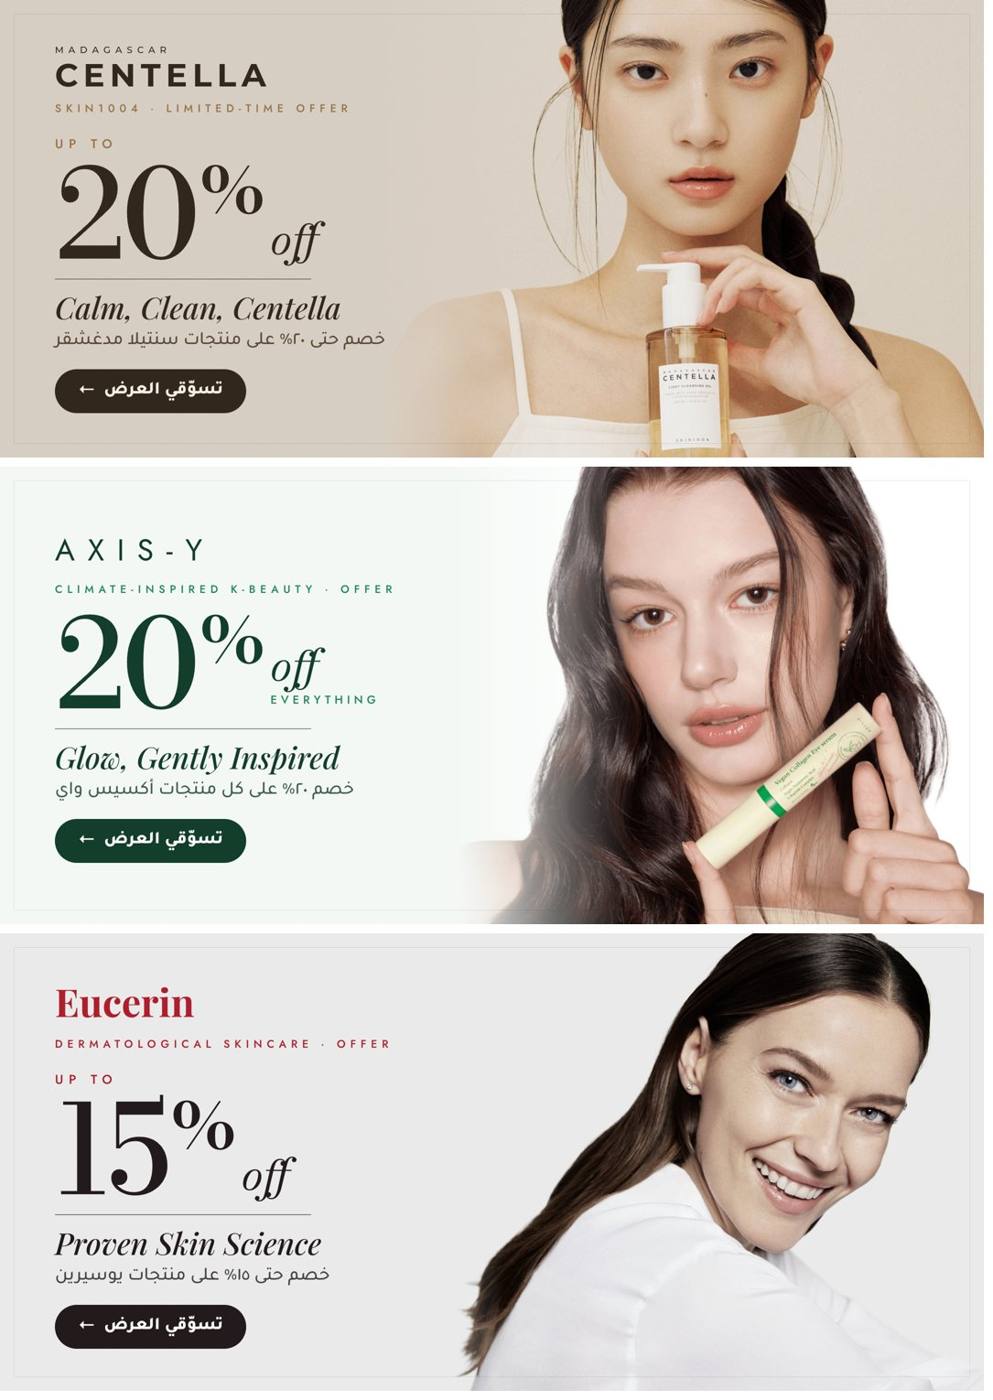 MADAGASCAR
CENTELLA
SKIN1004 · LIMITED-TIME OFFER
UP TO
20% off
Calm, Clean, Centella
خصم حتى ٢٠% على منتجات سنتيلا مدغشقر
تسوّقي العرض ←
CENTELLA
LIGHT CLEANSING OIL
SKIN1004
AXIS-Y
CLIMATE-INSPIRED K-BEAUTY · OFFER
20% off
EVERYTHING
Glow, Gently Inspired
خصم ٢٠% على كل منتجات أكسيس واي
تسوّقي العرض ←
Vegan Collagen Eye serum
Eucerin
DERMATOLOGICAL SKINCARE · OFFER
UP TO
15% off
Proven Skin Science
خصم حتى ١٥% على منتجات يوسيرين
تسوّقي العرض ←